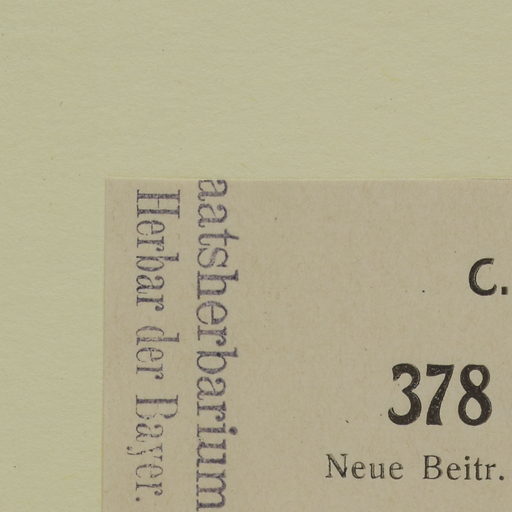 aatsherbarium
Herbar der Bayer.
C.
378
Neue Beitr.